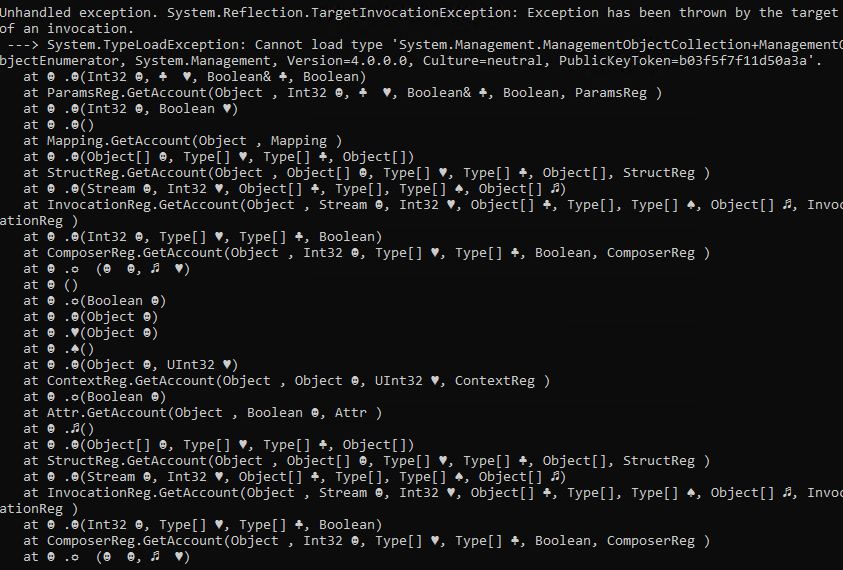 Unhandled exception. System.Reflection.TargetInvocationException: Exception has been thrown by the target
of an invocation.
 ---> System.TypeLoadException: Cannot load type 'System.Management.ManagementObjectCollection+ManagementO
bjectEnumerator, System.Management, Version=4.0.0.0, Culture=neutral, PublicKeyToken=b03f5f7f11d50a3a'.
   at ☻ .☻(Int32 ☻, ♣  ♥, Boolean& ♣, Boolean)
   at ParamsReg.GetAccount(Object , Int32 ☻, ♣  ♥, Boolean& ♣, Boolean, ParamsReg )
   at ☻ .☻(Int32 ☻, Boolean ♥)
   at ☻ .☻()
   at Mapping.GetAccount(Object , Mapping )
   at ☻ .☻(Object[] ☻, Type[] ♥, Type[] ♣, Object[])
   at StructReg.GetAccount(Object , Object[] ☻, Type[] ♥, Type[] ♣, Object[], StructReg )
   at ☻ .☻(Stream ☻, Int32 ♥, Object[] ♣, Type[], Type[] ♠, Object[] ♬)
   at InvocationReg.GetAccount(Object , Stream ☻, Int32 ♥, Object[] ♣, Type[], Type[] ♠, Object[] ♬, Invoc
ationReg )
   at ☻ .☻(Int32 ☻, Type[] ♥, Type[] ♣, Boolean)
   at ComposerReg.GetAccount(Object , Int32 ☻, Type[] ♥, Type[] ♣, Boolean, ComposerReg )
   at ☻ .☼  (☻  ☻, ♬  ♥)
   at ☻ ()
   at ☻ .☼(Boolean ☻)
   at ☻ .☻(Object ☻)
   at ☻ .♥(Object ☻)
   at ☻ .♠()
   at ☻ .☻(Object ☻, UInt32 ♥)
   at ContextReg.GetAccount(Object , Object ☻, UInt32 ♥, ContextReg )
   at ☻ .☼(Boolean ☻)
   at Attr.GetAccount(Object , Boolean ☻, Attr )
   at ☻ .♬()
   at ☻ .☻(Object[] ☻, Type[] ♥, Type[] ♣, Object[])
   at StructReg.GetAccount(Object , Object[] ☻, Type[] ♥, Type[] ♣, Object[], StructReg )
   at ☻ .☻(Stream ☻, Int32 ♥, Object[] ♣, Type[], Type[] ♠, Object[] ♬)
   at InvocationReg.GetAccount(Object , Stream ☻, Int32 ♥, Object[] ♣, Type[], Type[] ♠, Object[] ♬, Invoc
ationReg )
   at ☻ .☻(Int32 ☻, Type[] ♥, Type[] ♣, Boolean)
   at ComposerReg.GetAccount(Object , Int32 ☻, Type[] ♥, Type[] ♣, Boolean, ComposerReg )
   at ☻ .☼  (☻  ☻, ♬  ♥)